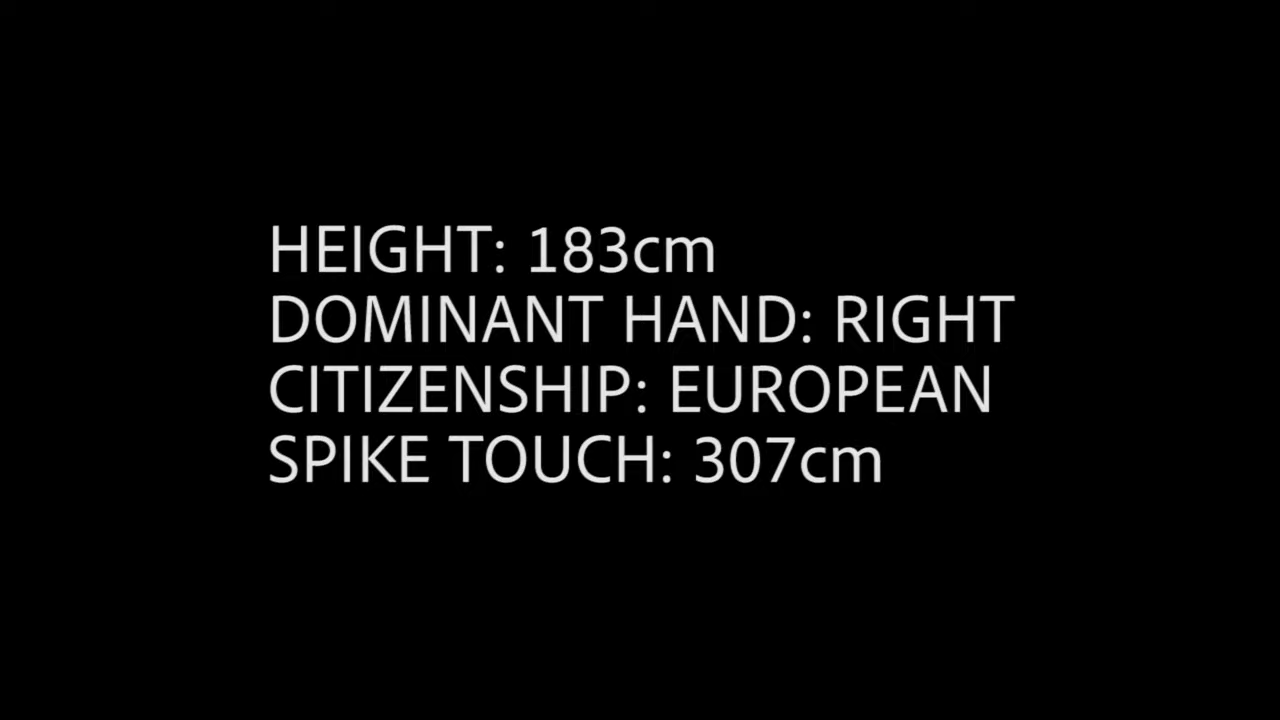 HEIGHT: 183cm
DOMINANT HAND: RIGHT
CITIZENSHIP: EUROPEAN
SPIKE TOUCH: 307cm